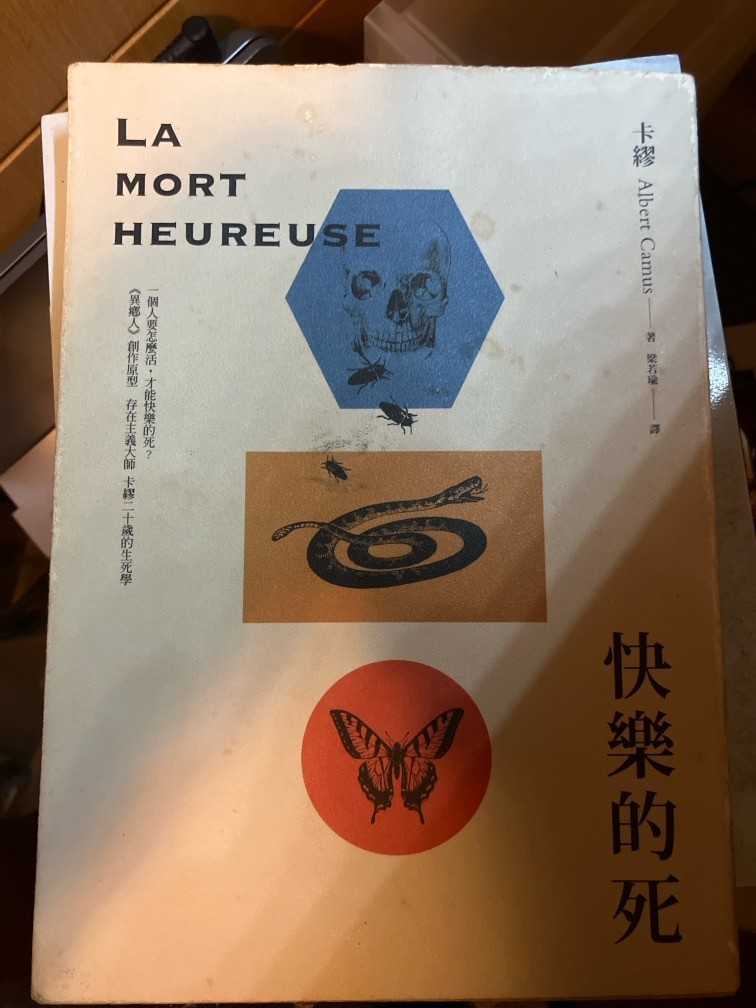 LA
MORT
HEUREUSE
卡繆 Albert Camus——著 梁若瑜——譯
一個人要怎麼活，才能快樂的死？
《異鄉人》創作原型 存在主義大師 卡繆二十歲的生死學
快樂的死